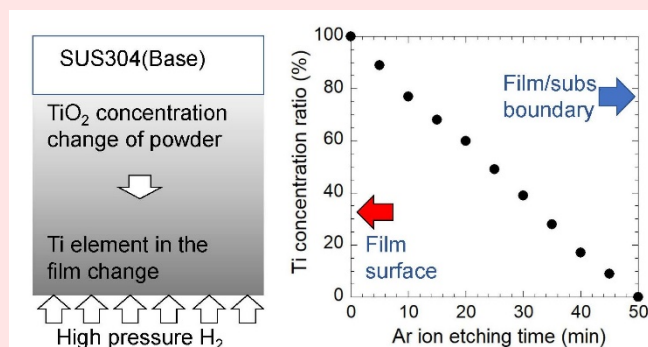 SUS304(Base)
TiO₂ concentration
change of powder
Ti element in the
film change
High pressure H₂
Ti concentration ratio (%)
100
80
60
40
20
0
Film/subs
boundary
Film
surface
0 10 20 30 40 50
Ar ion etching time (min)